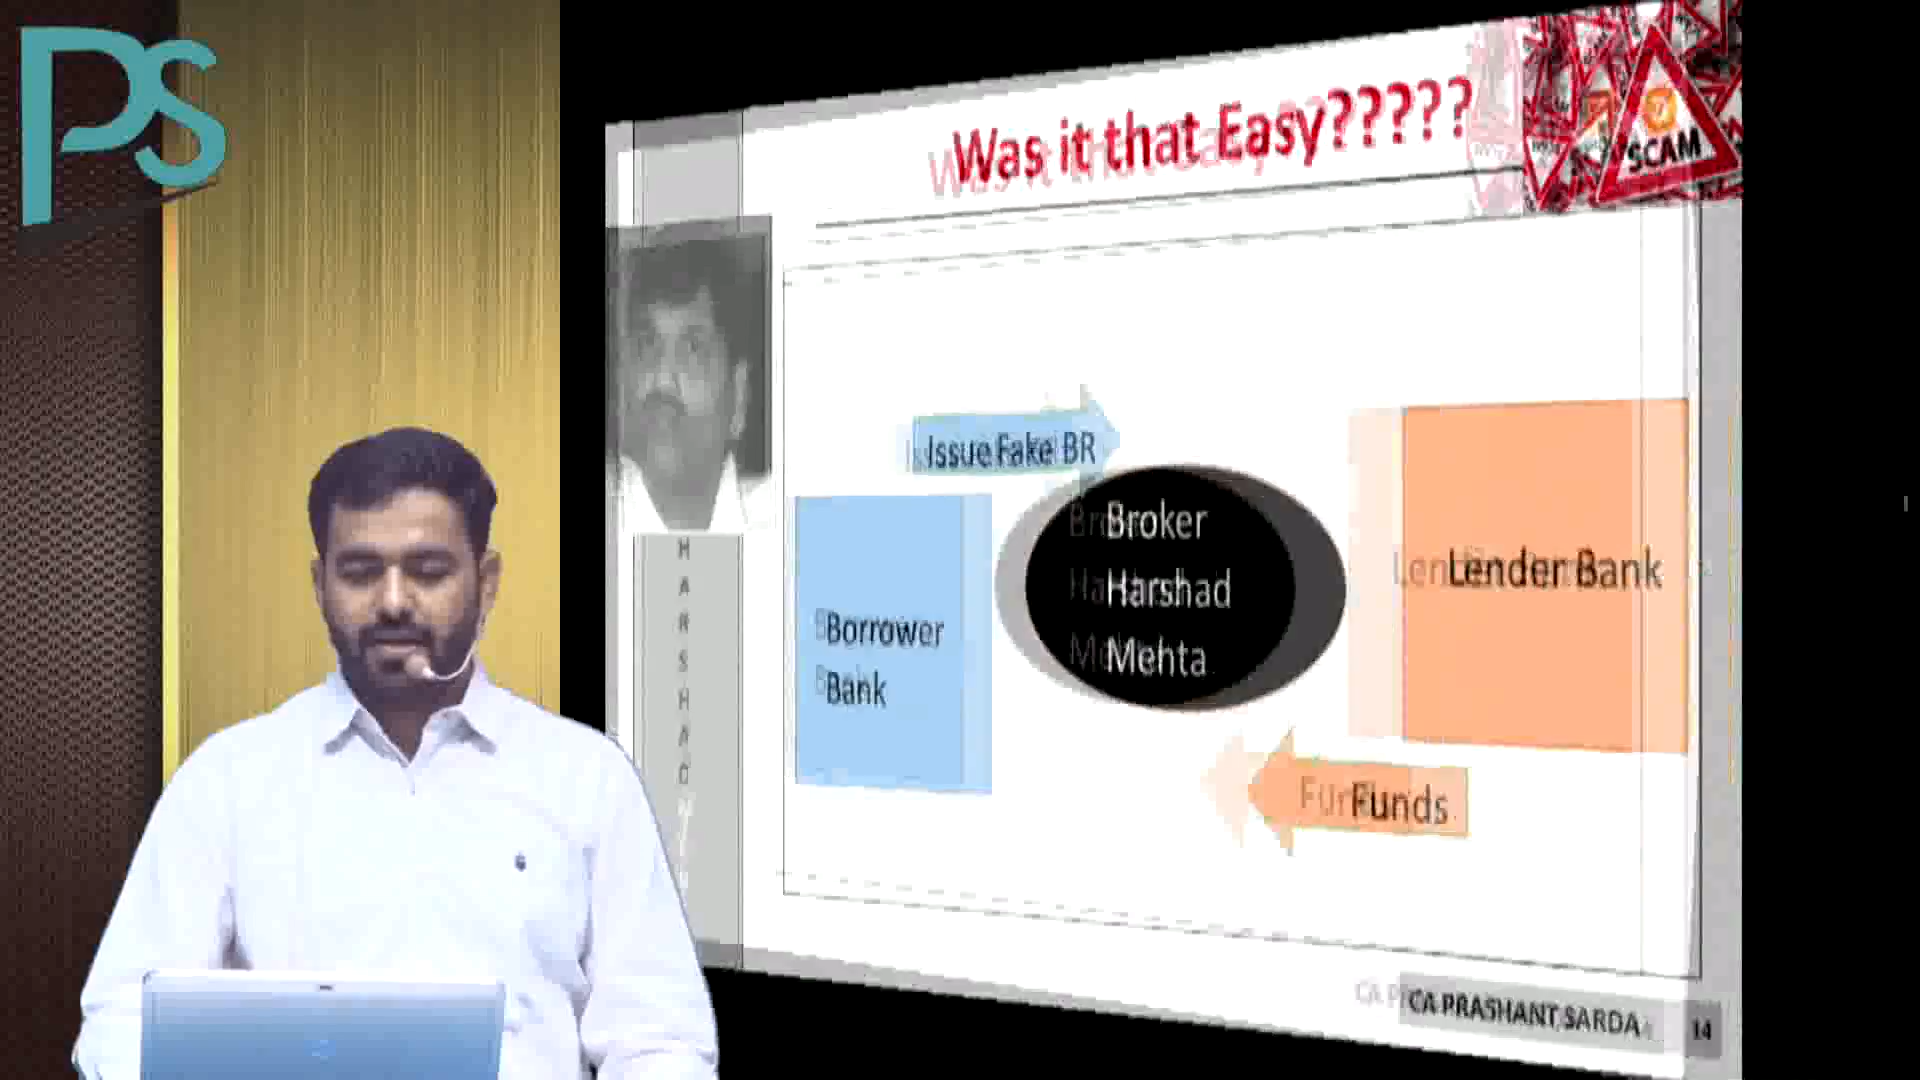 PS
Was it that Easy?????
SCAM
Issue Fake BR
Broker
Harshad
Mehta
Lender Bank
Borrower
Bank
Funds
H
A
R
S
H
A
D
CA PRASHANT SARDA
14